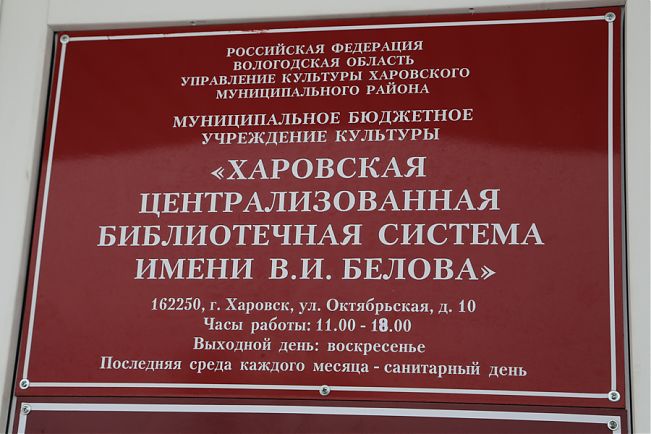 РОССИЙСКАЯ ФЕДЕРАЦИЯ
ВОЛОГОДСКАЯ ОБЛАСТЬ
УПРАВЛЕНИЕ КУЛЬТУРЫ ХАРОВСКОГО
МУНИЦИПАЛЬНОГО РАЙОНА
МУНИЦИПАЛЬНОЕ БЮДЖЕТНОЕ
УЧРЕЖДЕНИЕ КУЛЬТУРЫ
«ХАРОВСКАЯ
ЦЕНТРАЛИЗОВАННАЯ
БИБЛИОТЕЧНАЯ СИСТЕМА
ИМЕНИ В.И. БЕЛОВА»
162250, г. Харовск, ул. Октябрьская, д. 10
Часы работы: 11.00 - 18.00
Выходной день: воскресенье
Последняя среда каждого месяца - санитарный день